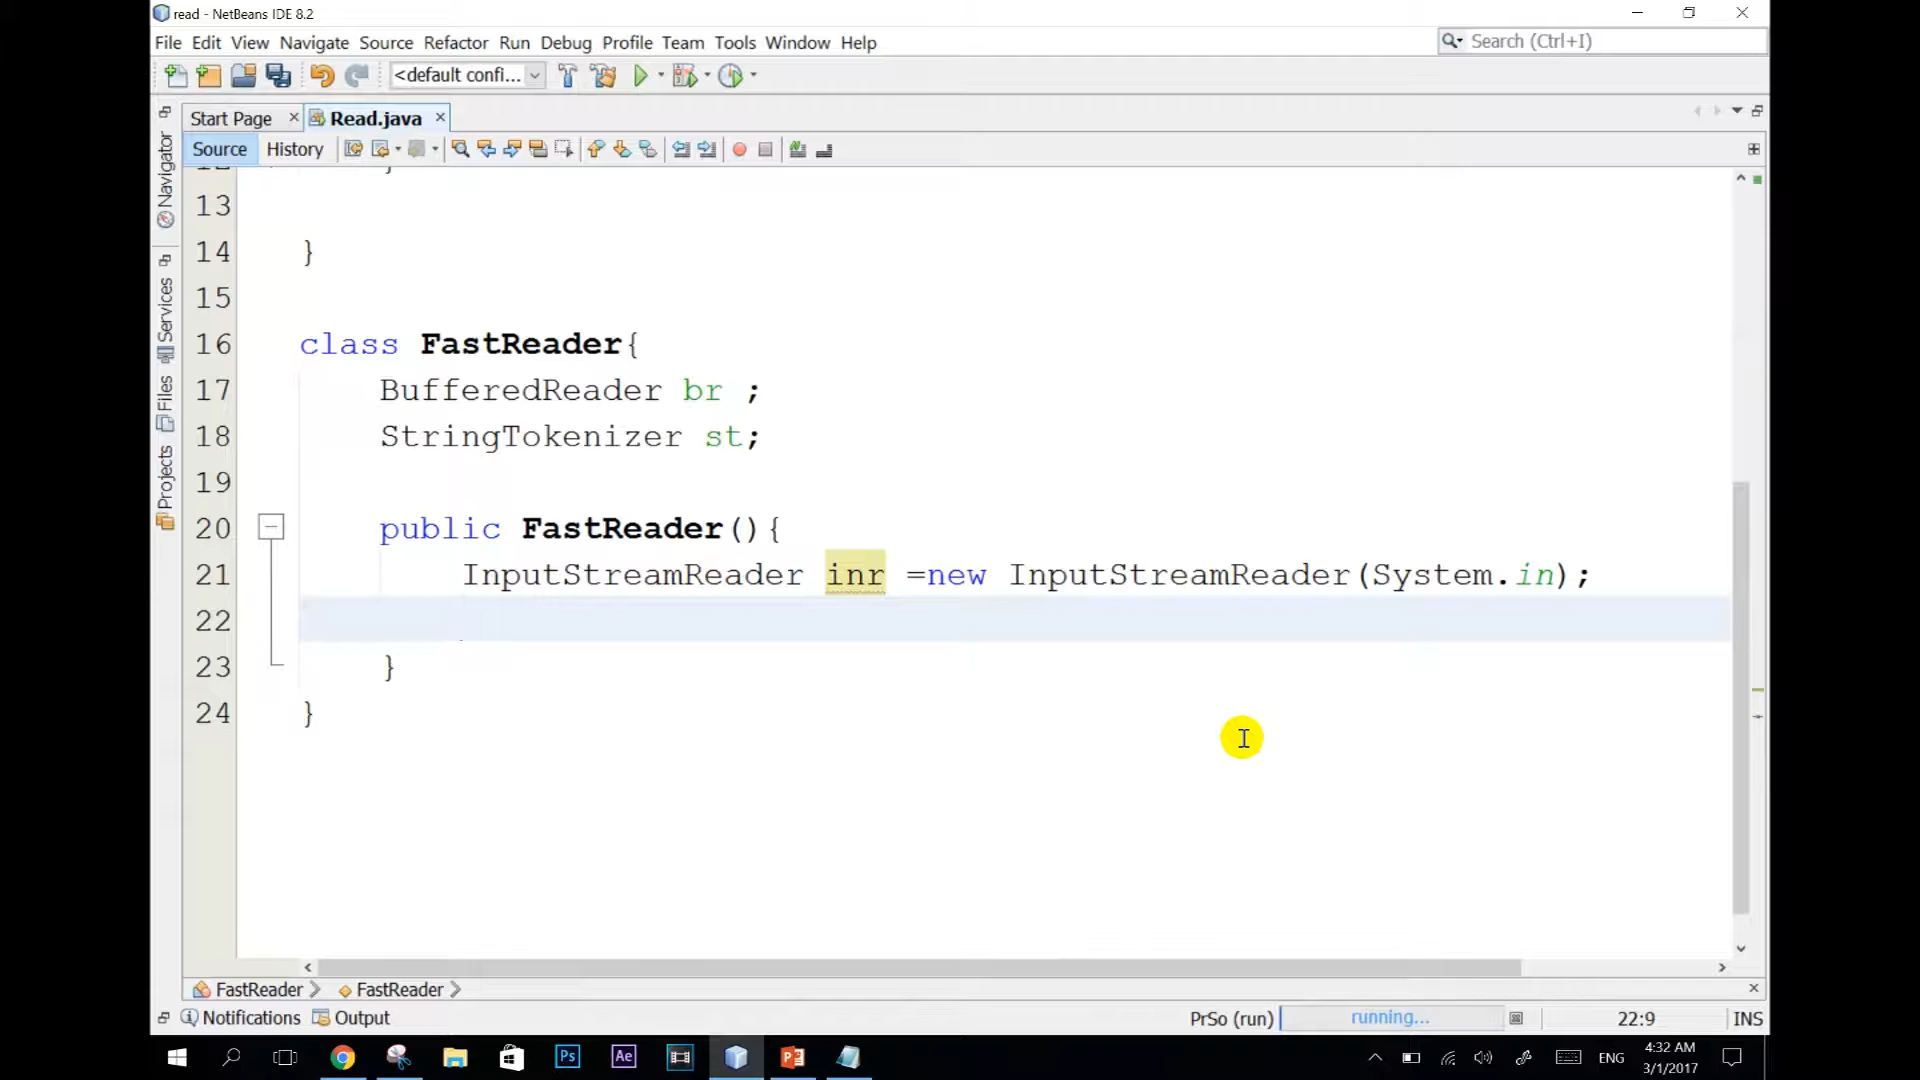 read - NetBeans IDE 8.2
File Edit View Navigate Source Refactor Run Debug Profile Team Tools Window Help
Search (Ctrl+I)
<default confi...
Start Page
Read.java
Source History
Navigator
Services
Files
Projects
13
14 }
15
16 class FastReader{
17 BufferedReader br ;
18 StringTokenizer st;
19
20 public FastReader(){
21 InputStreamReader inr =new InputStreamReader(System.in);
22
23 }
24 }
FastReader FastReader
Notifications Output
PrSo (run) running... 22:9 INS
Ps Ae ENG 4:32 AM
3/1/2017